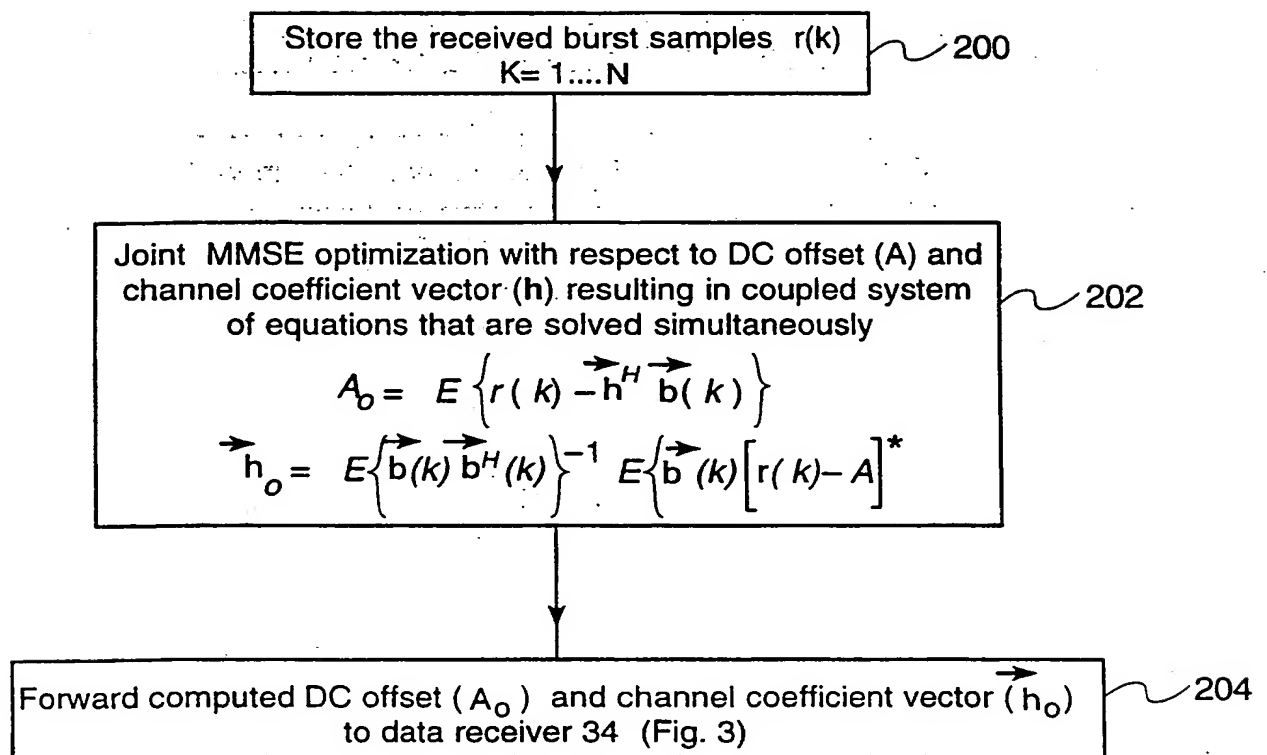 Store the received burst samples r(k)
K= 1....N
200
Joint MMSE optimization with respect to DC offset (A) and
channel coefficient vector (h) resulting in coupled system
of equations that are solved simultaneously
202
A_o = E {r(k) - →h^H →b(k)}
→h_o = E{→b(k) →b^H(k)}^-1 E{→b(k)[r(k)-A]^*
Forward computed DC offset (A_o) and channel coefficient vector (→h_o)
to data receiver 34 (Fig. 3)
204